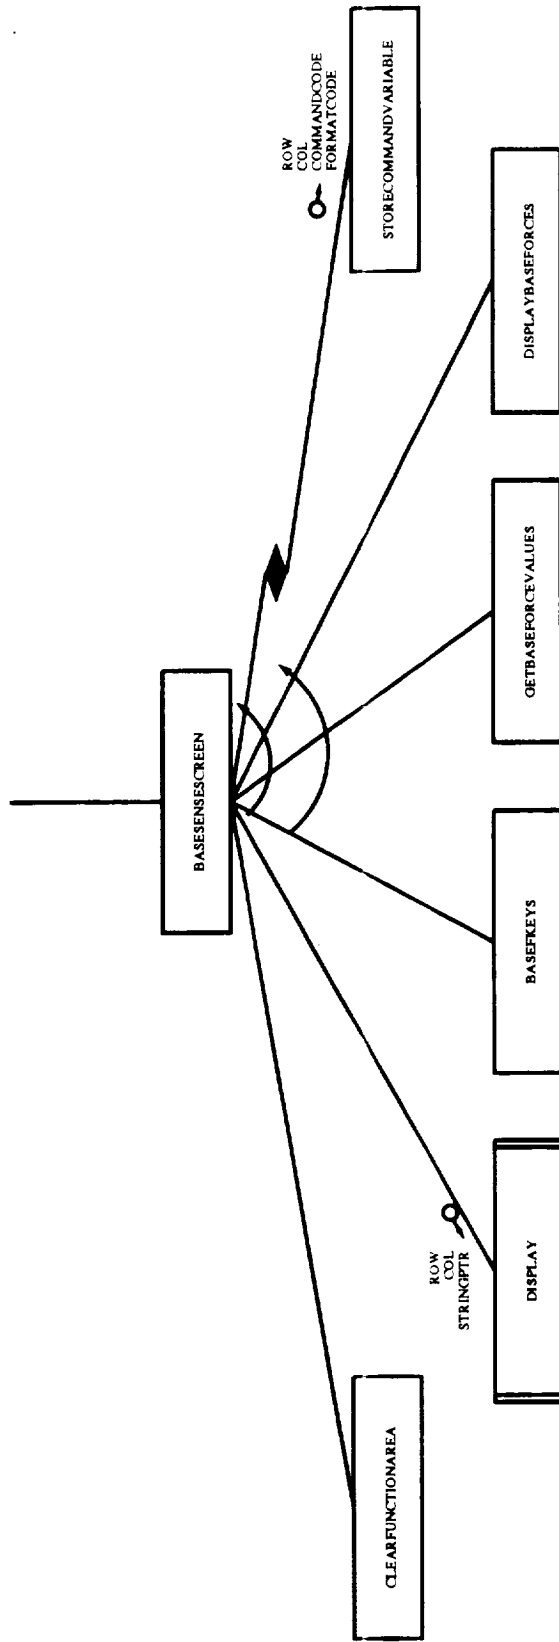 BASESENSESCREEN
ROW
COL
COMMANDCODE
FORMATCODE
STORECOMMANDVARIABLE
CLEARFUNCTIONAREA
ROW
COL
STRINGPTR
DISPLAY
BASEFKEYS
GETBASEFORCEVALUES
DISPLAYBASEFORCES